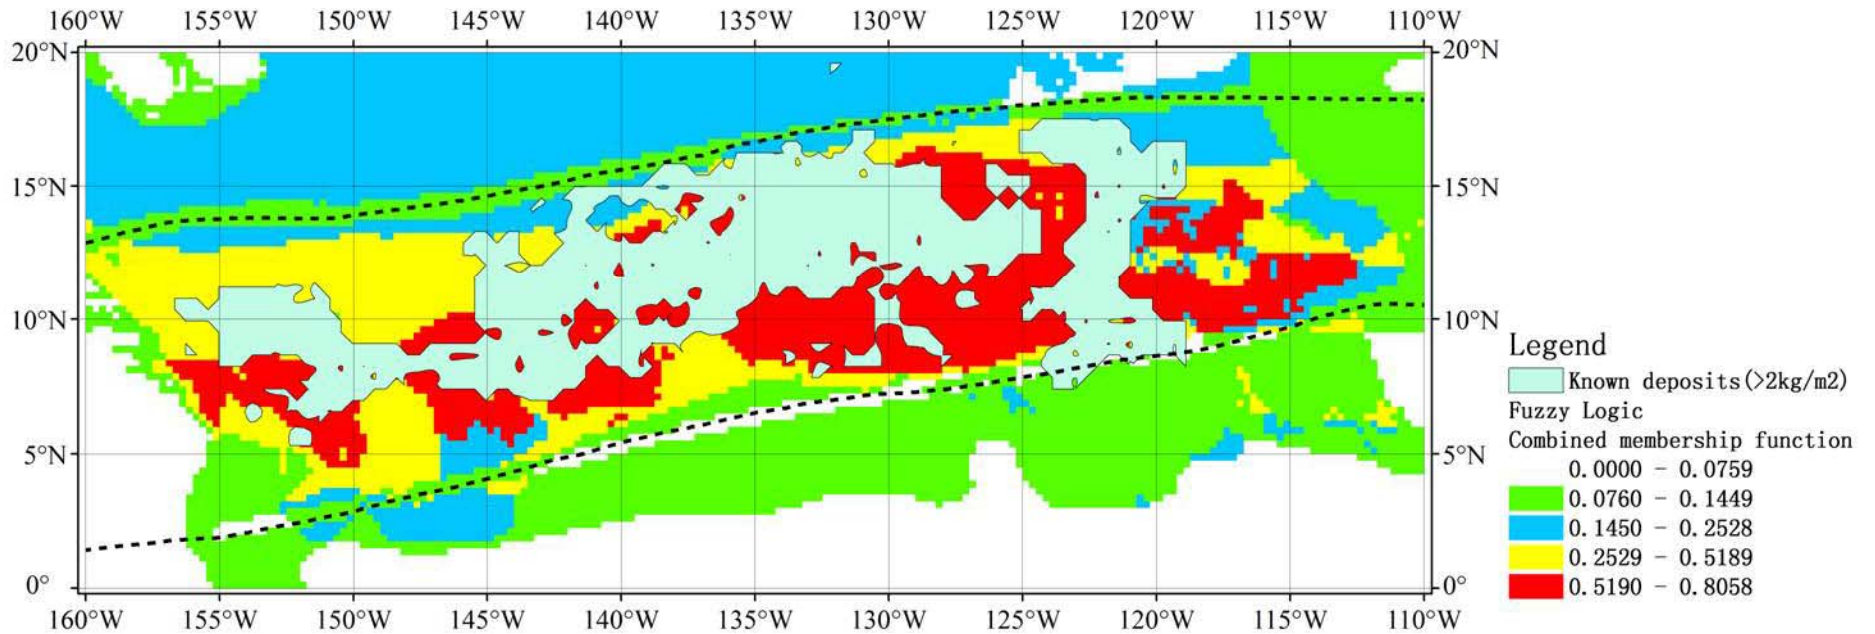 160°W 155°W 150°W 145°W 140°W 135°W 130°W 125°W 120°W 115°W 110°W
20°N 20°N
15°N 15°N
10°N 10°N
5°N 5°N
0° 0°
160°W 155°W 150°W 145°W 140°W 135°W 130°W 125°W 120°W 115°W 110°W
Legend
Known deposits(>2kg/m2)
Fuzzy Logic
Combined membership function
0.0000 - 0.0759
0.0760 - 0.1449
0.1450 - 0.2528
0.2529 - 0.5189
0.5190 - 0.8058